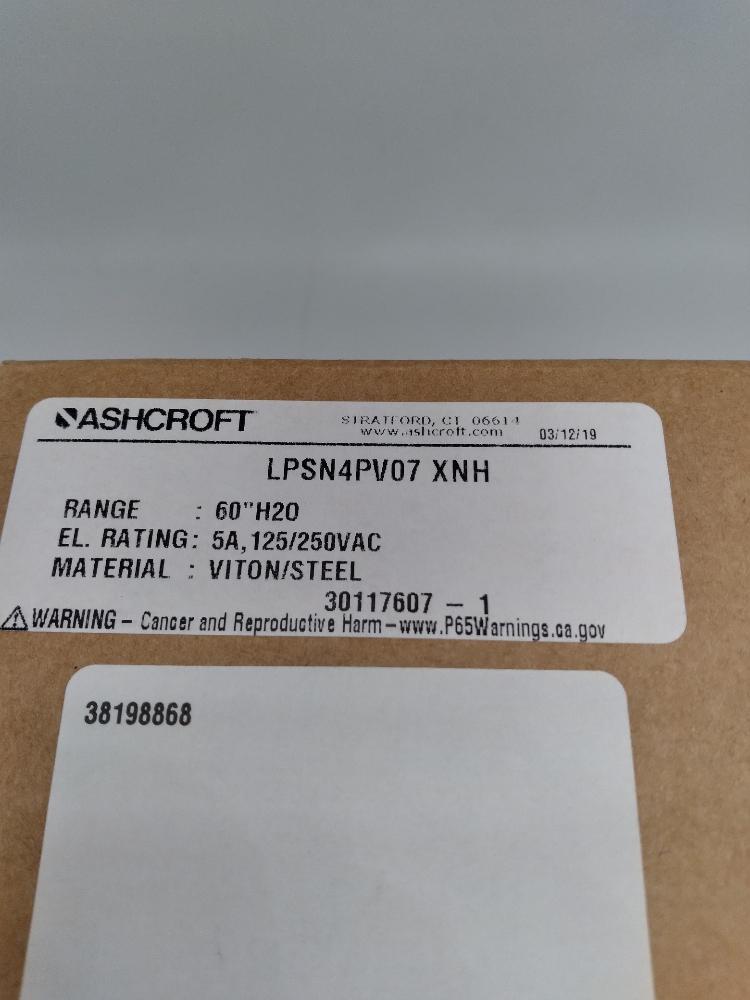 ASHCROFT
STRATFORD, CT 06614
www.ashcroft.com
03/12/19
LPSN4PV07 XNH
RANGE : 60"H2O
EL. RATING: 5A,125/250VAC
MATERIAL : VITON/STEEL
30117607 - 1
WARNING - Cancer and Reproductive Harm-www.P65Warnings.ca.gov
38198868